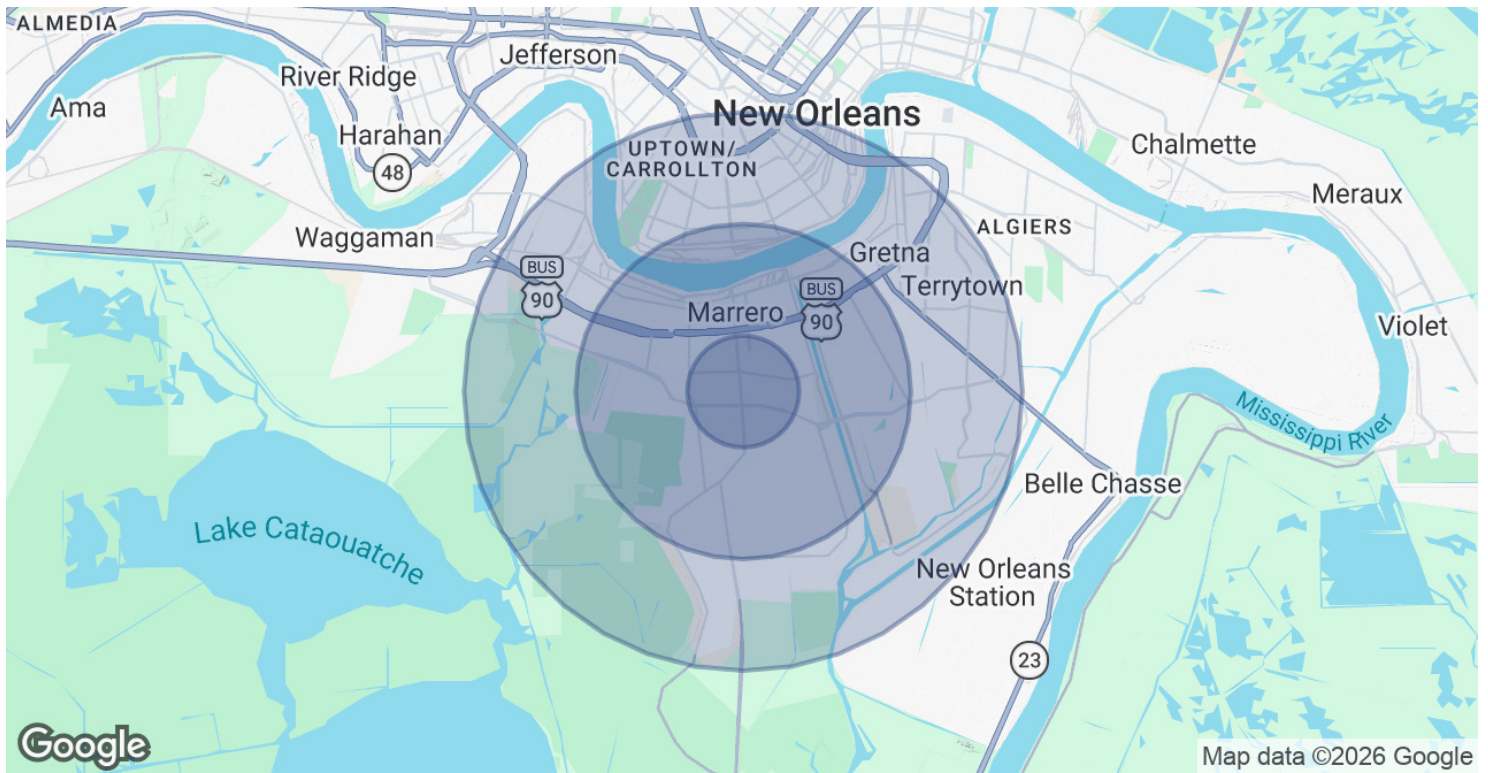 ALMEDIA
Jefferson
River Ridge
Ama
New Orleans
Harahan
UPTOWN/
CARROLLTON
Chalmette
48
Meraux
Waggaman
ALGIERS
Gretna
BUS
90
Terrytown
BUS
90
Marrero
Violet
Mississippi River
Belle Chasse
Lake Cataouatche
New Orleans
Station
23
Google
Map data ©2026 Google